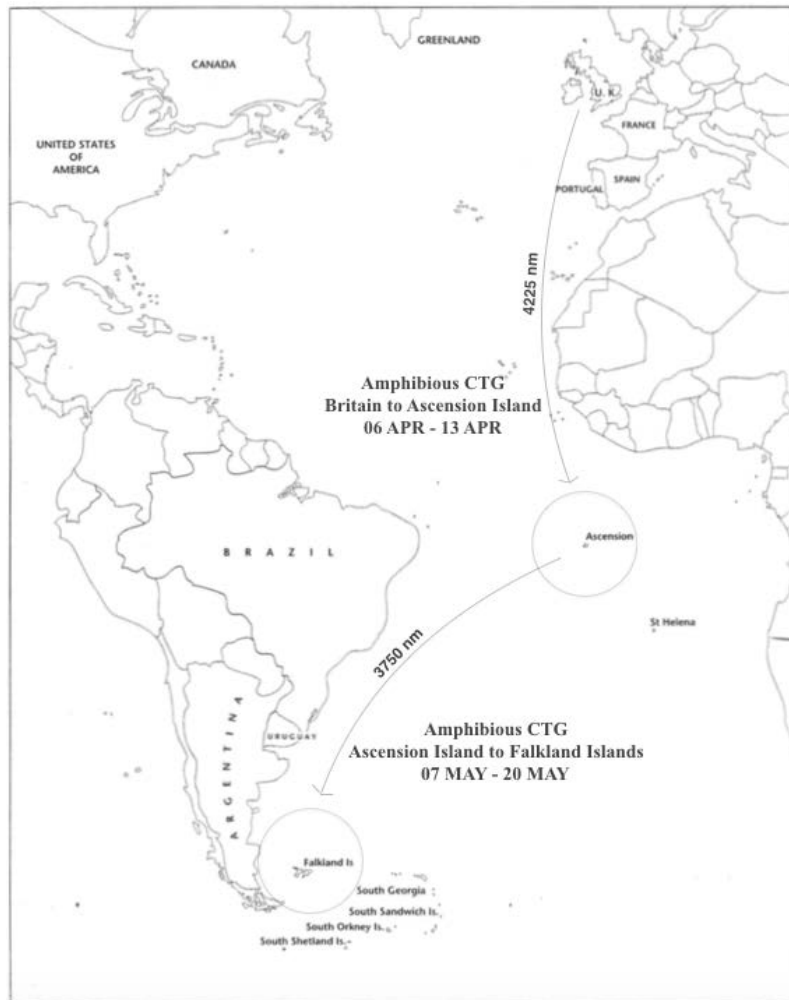 GREENLAND
CANADA
U. K.
UNITED STATES
OF
AMERICA
FRANCE
PORTUGAL
SPAIN
4225 nm
Amphibious CTG
Britain to Ascension Island
06 APR - 13 APR
Ascension
BRAZIL
St Helena
3750 nm
Amphibious CTG
Ascension Island to Falkland Islands
07 MAY - 20 MAY
URUGUAY
ARGENTINA
Falkland Is
South Georgia
South Sandwich Is.
South Orkney Is.
South Shetland Is.